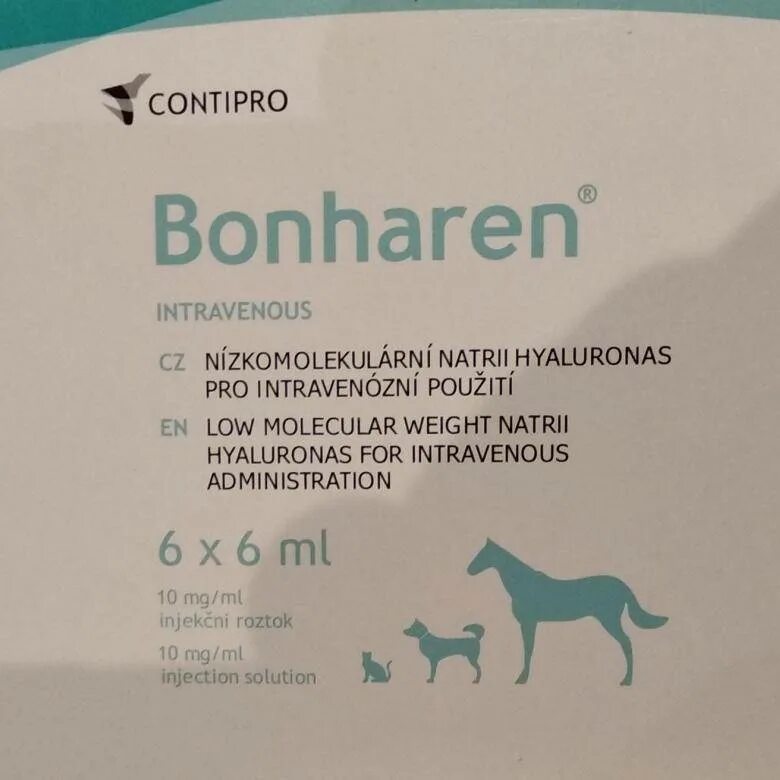 CONTIPRO
Bonharen®
INTRAVENOUS
CZ NÍZKOMOLEKULÁRNÍ NATRII HYALURONAS
PRO INTRAVENÓZNÍ POUŽITÍ
EN LOW MOLECULAR WEIGHT NATRII
HYALURONAS FOR INTRAVENOUS
ADMINISTRATION
6 x 6 ml
10 mg/ml
injekční roztok
10 mg/ml
injection solution